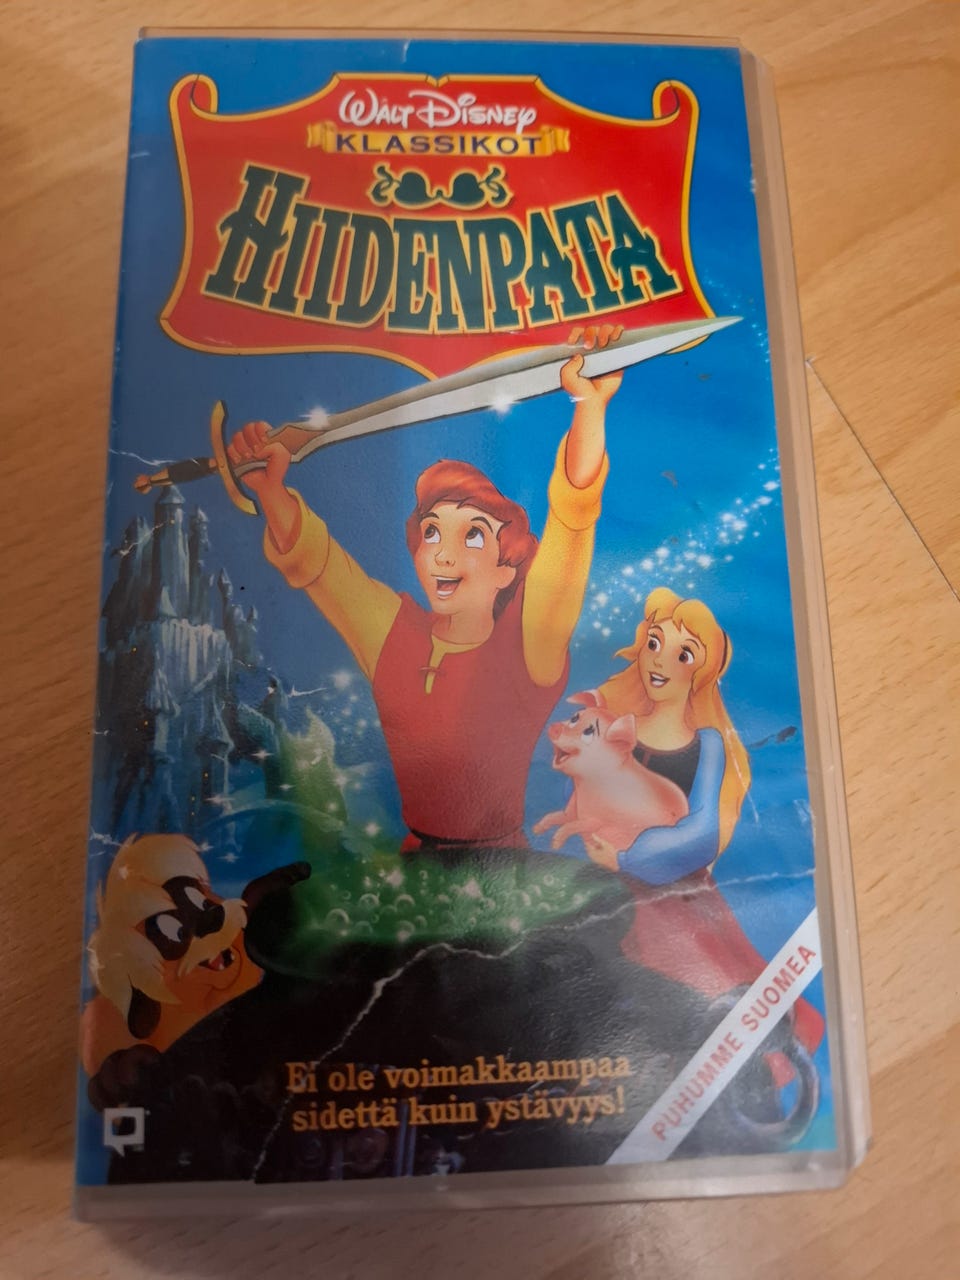 WALT DISNEY
KLASSIKOT
HIIDENPATA
Ei ole voimakkaampaa
sidettä kuin ystävyys!
PUHUMME SUOMEA